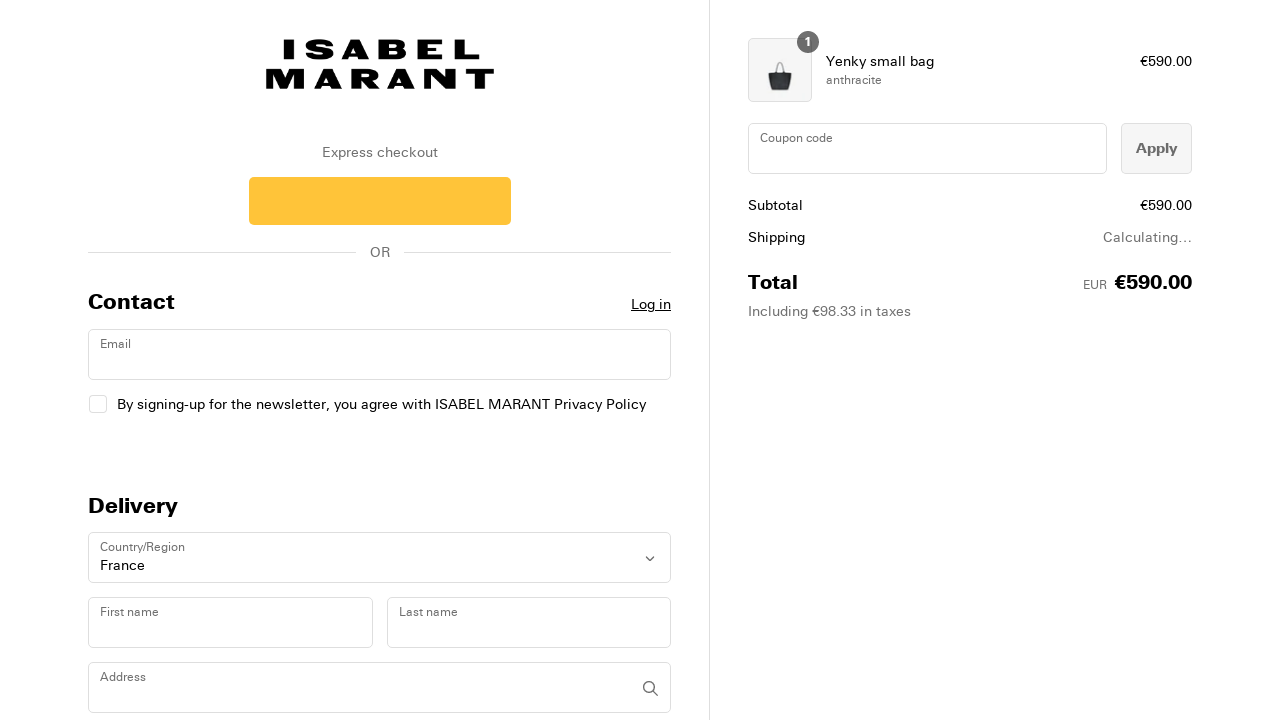 ISABEL
MARANT
Express checkout
OR
Contact
Log in
Email
By signing-up for the newsletter, you agree with ISABEL MARANT Privacy Policy
Delivery
Country/Region
France
First name
Last name
Address
1
Yenky small bag
€590.00
anthracite
Coupon code
Apply
Subtotal
€590.00
Shipping
Calculating...
Total
EUR €590.00
Including €98.33 in taxes